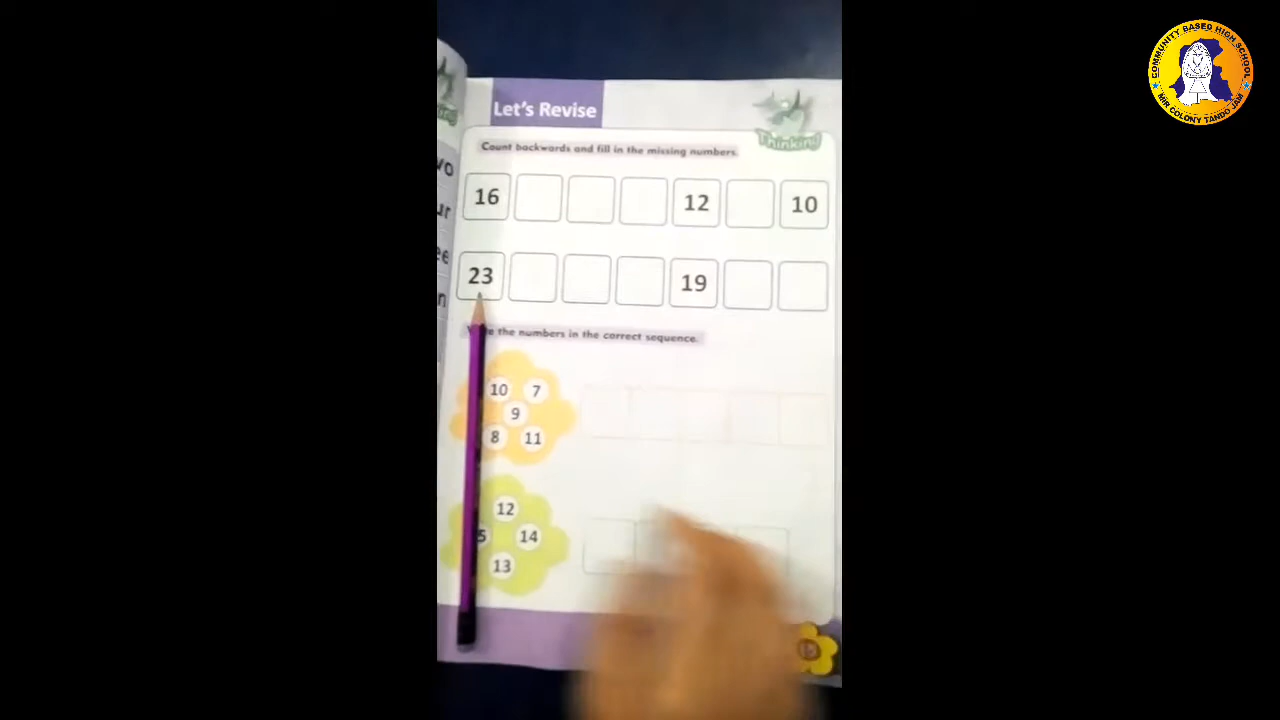 COMMUNITY BASED HIGH SCHOOL
MIR COLONY TANDO JAM
Let's Revise
Thinking
Count backwards and fill in the missing numbers.
16 12 10
23 19
the numbers in the correct sequence.
10 7
9
8 11
12
5 14
13